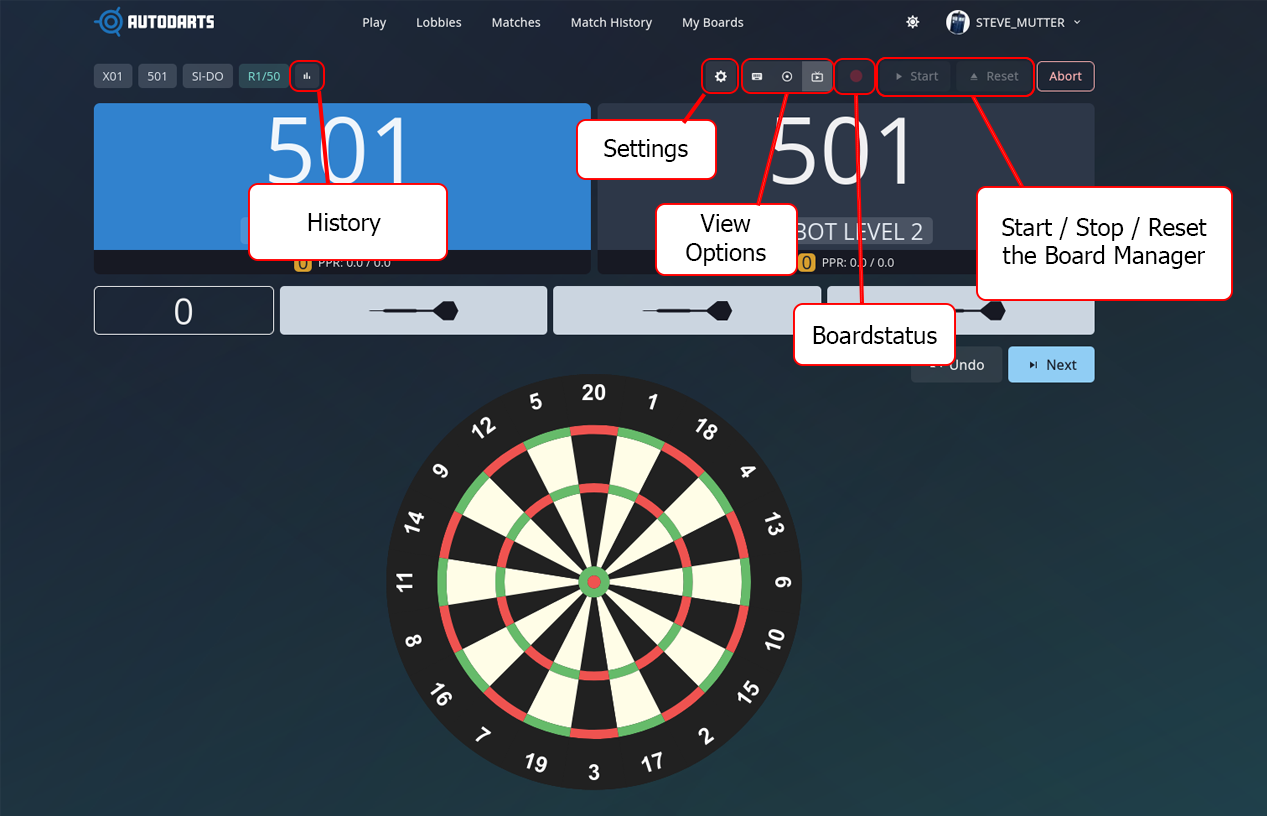 AUTODARTS
Play
Lobbies
Matches
Match History
My Boards
STEVE_MUTTER
X01
501
SI-DO
R1/50
Start
Reset
Abort
501
501
Settings
History
View
Options
Start / Stop / Reset
the Board Manager
BOT LEVEL 2
0
PPR: 0.0 / 0.0
0
PPR: 0.0 / 0.0
Boardstatus
0
Undo
Next
20
1
18
4
13
6
10
15
2
17
3
19
7
16
8
11
14
9
12
5